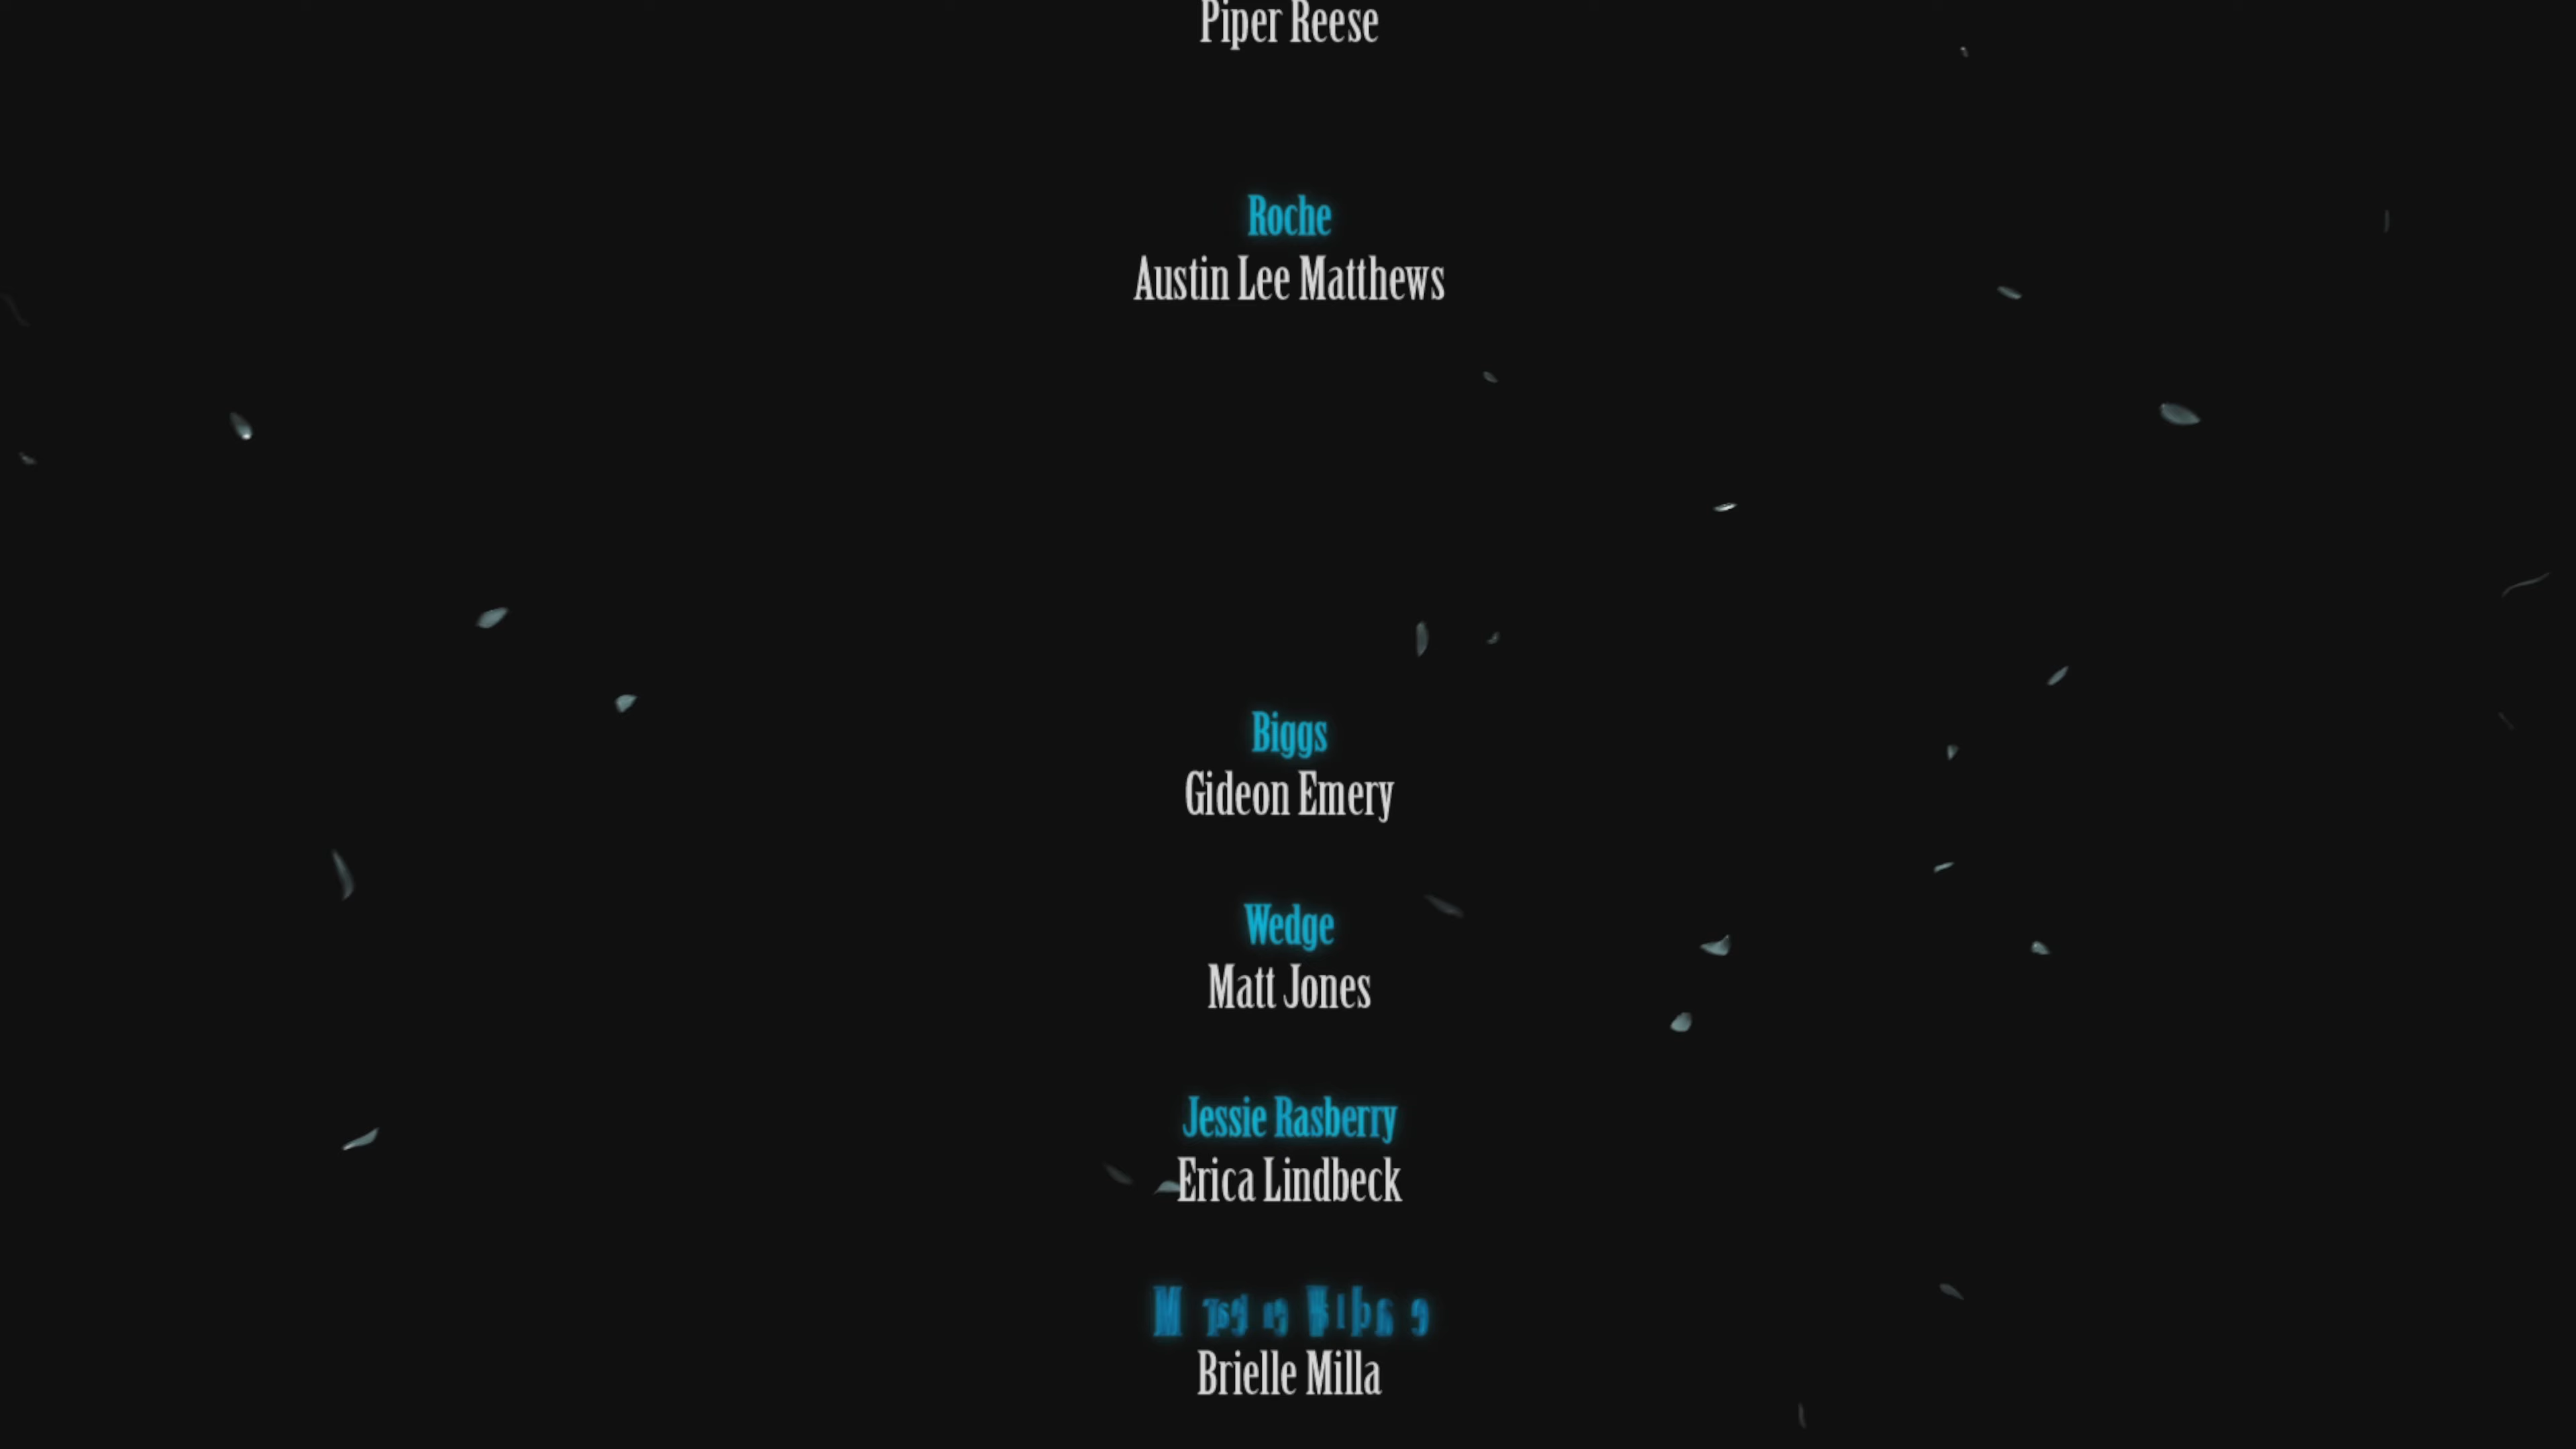 Piper Reese
Roche
Austin Lee Matthews
Biggs
Gideon Emery
Wedge
Matt Jones
Jessie Rasberry
Erica Lindbeck
Brielle Milla